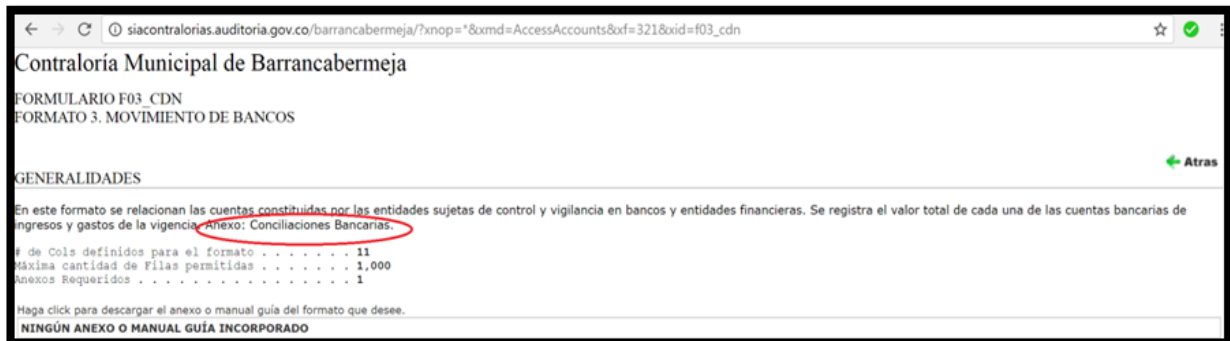 siacontralorias.auditoria.gov.co/barrancabermeja/?xnop=*&xmd=AccessAccounts&xf=321&xid=f03_cdn
Contraloría Municipal de Barrancabermeja
FORMULARIO F03_CDN
FORMATO 3. MOVIMIENTO DE BANCOS
Atras
GENERALIDADES
En este formato se relacionan las cuentas constituidas por las entidades sujetas de control y vigilancia en bancos y entidades financieras. Se registra el valor total de cada una de las cuentas bancarias de
ingresos y gastos de la vigencia. Anexo: Conciliaciones Bancarias.
# de Cols definidos para el formato . . . . . . . 11
Máxima cantidad de Filas permitidas . . . . . . . 1,000
Anexos Requeridos . . . . . . . . . . . . . . . . 1
Haga click para descargar el anexo o manual guía del formato que desee.
NINGÚN ANEXO O MANUAL GUÍA INCORPORADO